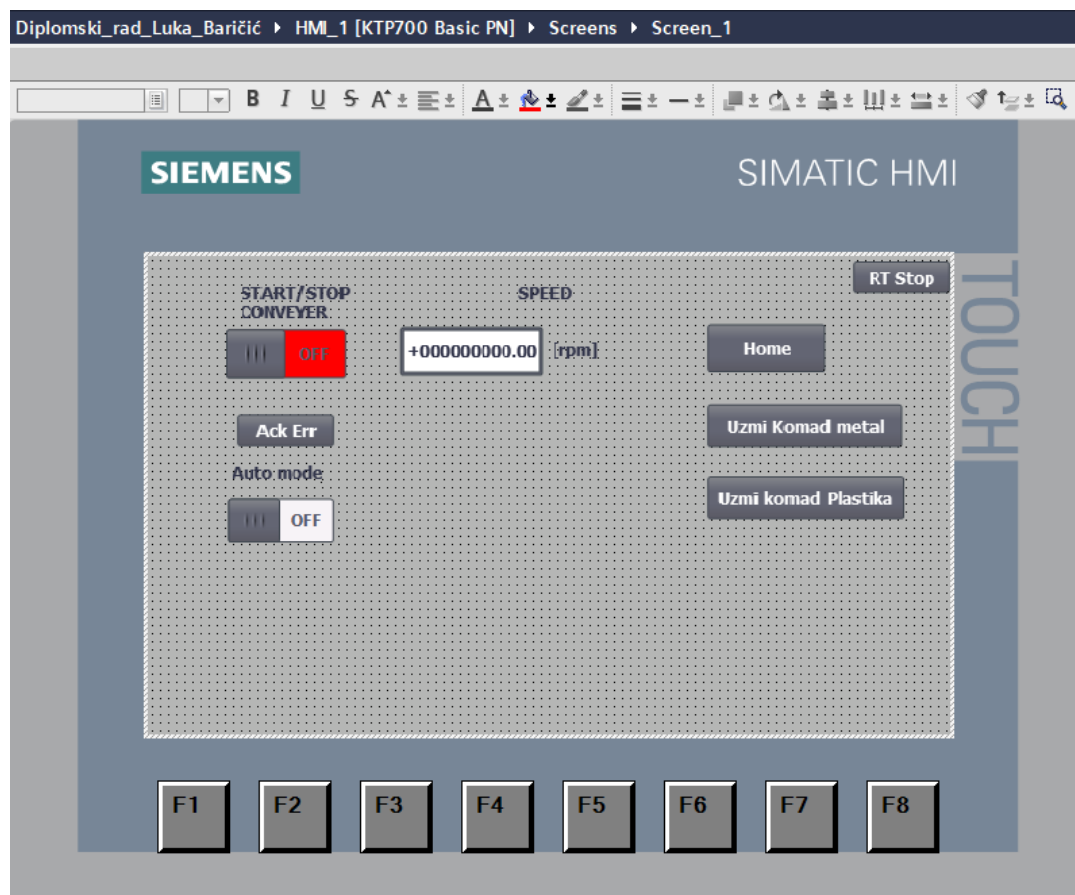 Diplomski_rad_Luka_Baričić ▸ HMI_1 [KTP700 Basic PN] ▸ Screens ▸ Screen_1
B I U S A A
SIEMENS
SIMATIC HMI
TOUCH
RT Stop
START/STOP
CONVEYER
SPEED
OFF
+000000000.00 [rpm]
Home
Ack Err
Uzmi Komad metal
Auto mode
OFF
Uzmi komad Plastika
F1 F2 F3 F4 F5 F6 F7 F8